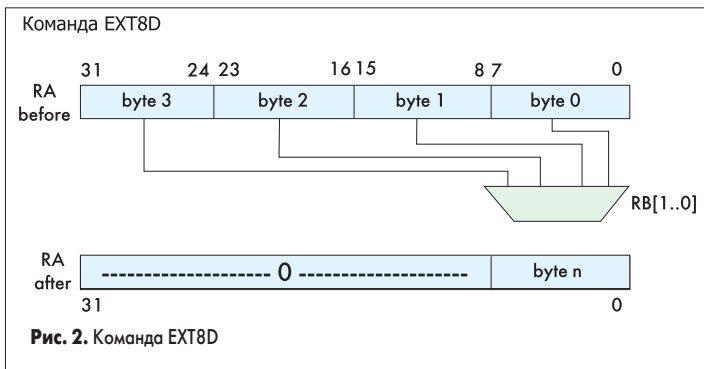 Команда EXT8D
31 24 23 16 15 8 7 0
RA before
byte 3 byte 2 byte 1 byte 0
RB[1..0]
RA after
0 byte n
31 0
Рис. 2. Команда EXT8D